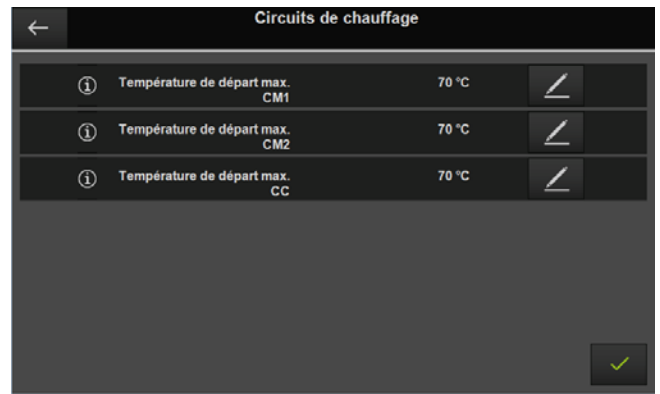 Circuits de chauffage
Température de départ max. 70 °C
CM1
Température de départ max. 70 °C
CM2
Température de départ max. 70 °C
CC